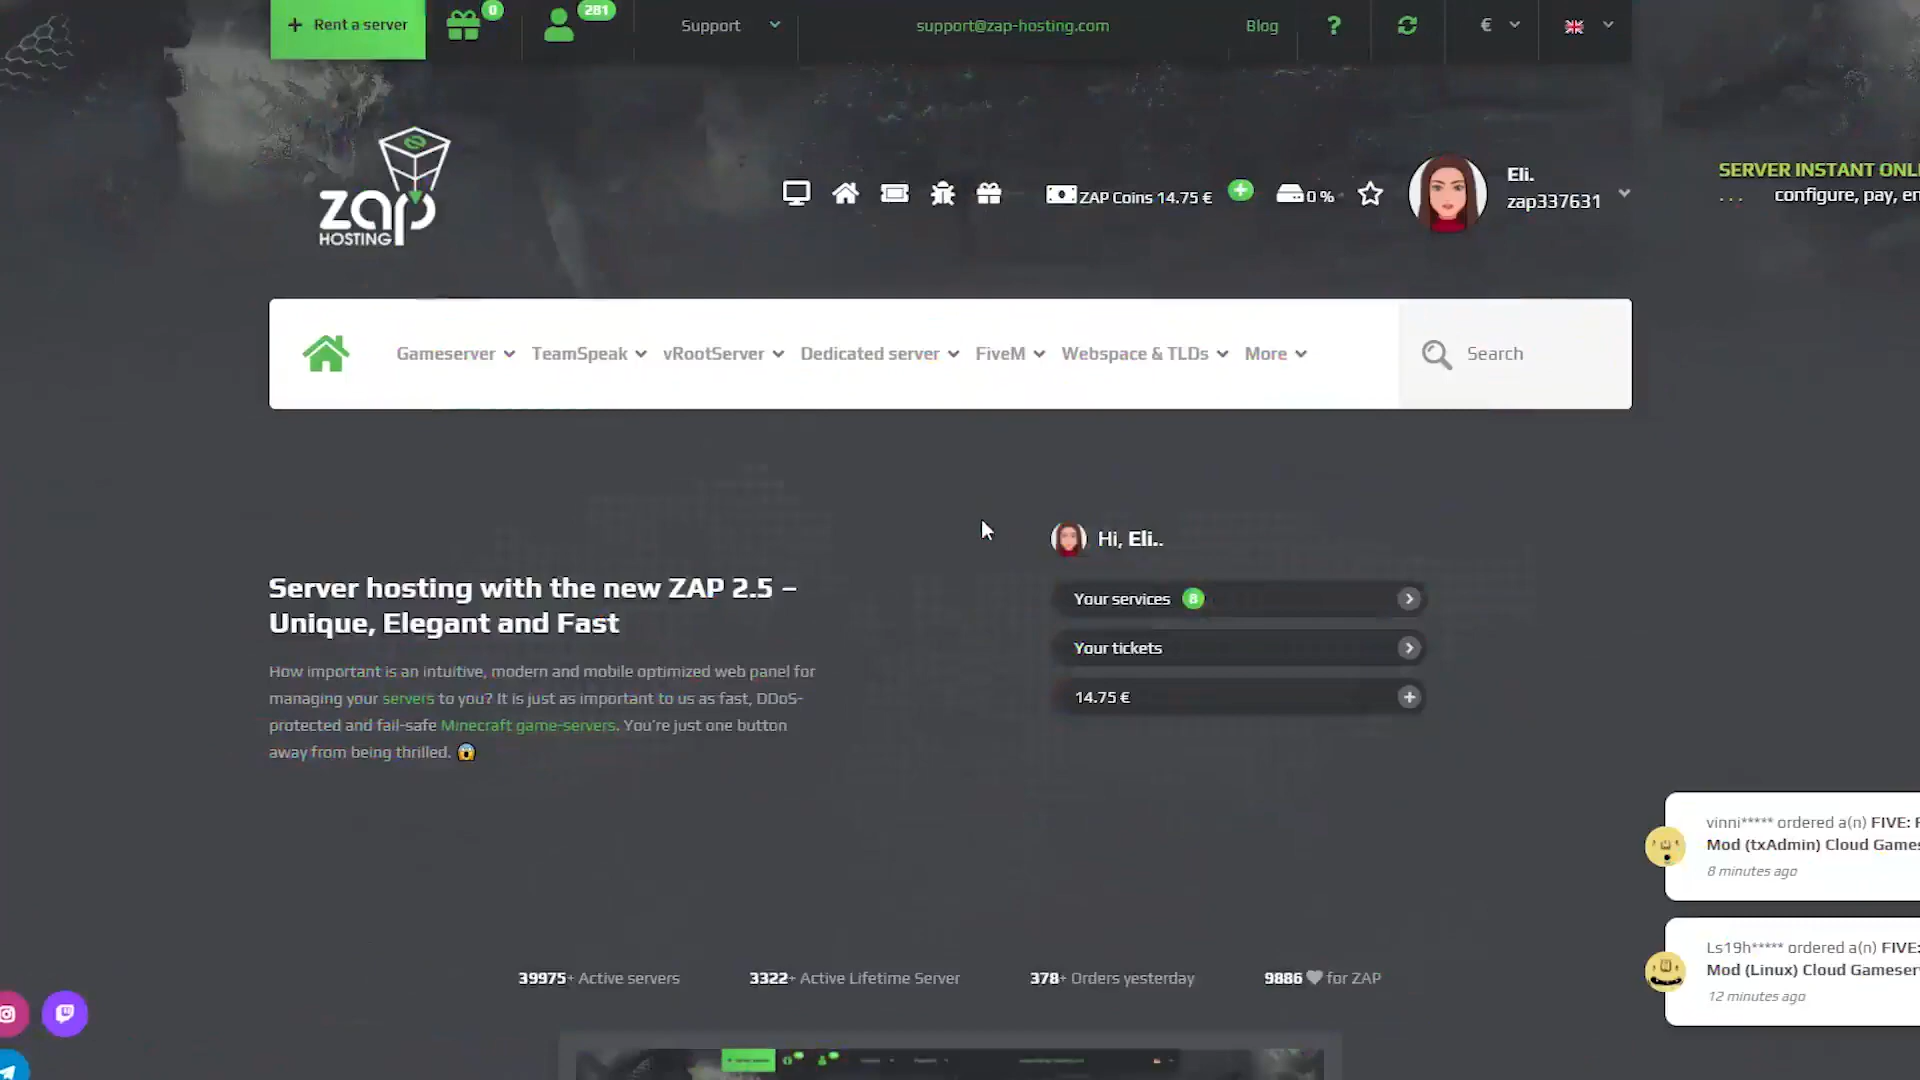 Rent a server
0
281
Support
support@zap-hosting.com
Blog
?
€
zap
HOSTING
ZAP Coins 14.75 €
0 %
Eli.
zap337631
SERVER INSTANT ONLI
... configure, pay, en
Gameserver
TeamSpeak
vRootServer
Dedicated server
FiveM
Webspace & TLDs
More
Search
Server hosting with the new ZAP 2.5 –
Unique, Elegant and Fast
How important is an intuitive, modern and mobile optimized web panel for
managing your servers to you? It is just as important to us as fast, DDoS-
protected and fail-safe Minecraft game-servers. You're just one button
away from being thrilled. 😱
Hi, Eli..
Your services 8
Your tickets
14.75 €
vinni***** ordered a(n) FIVE: F
Mod (txAdmin) Cloud Games
8 minutes ago
Ls19h***** ordered a(n) FIVE:
Mod (Linux) Cloud Gameserv
12 minutes ago
39975+ Active servers
3322+ Active Lifetime Server
378+ Orders yesterday
9886 ♥ for ZAP